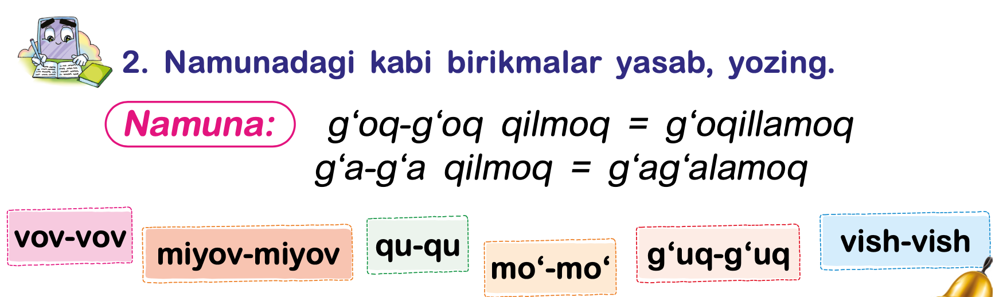 2. Namunadagi kabi birikmalar yasab, yozing.
Namuna: g‘oq-g‘oq qilmoq = g‘oqillamoq
g‘a-g‘a qilmoq = g‘ag‘alamoq
vov-vov miyov-miyov qu-qu mo‘-mo‘ g‘uq-g‘uq vish-vish